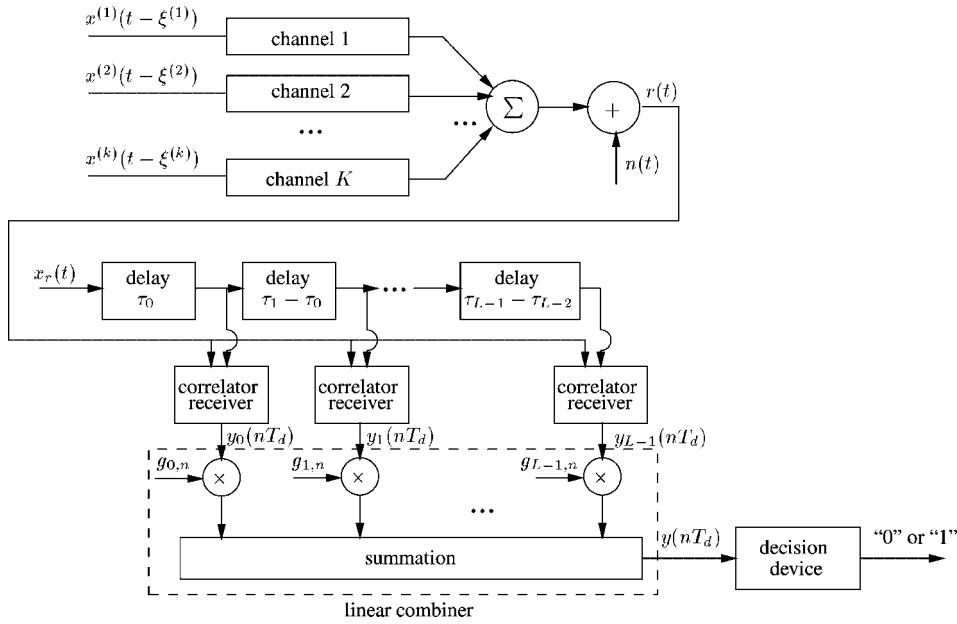 x^{(1)}(t − ξ^{(1)})
channel 1
x^{(2)}(t − ξ^{(2)})
channel 2
Σ
+
r(t)
...
...
x^{(k)}(t − ξ^{(k)})
channel K
n(t)
x_r(t)
delay
τ_0
delay
τ_1 − τ_0
...
delay
τ_{L−1} − τ_{L−2}
correlator
receiver
correlator
receiver
correlator
receiver
y_0(nT_d)
y_1(nT_d)
y_{L−1}(nT_d)
g_{0,n}
×
g_{1,n}
×
g_{L−1,n}
×
...
summation
y(nT_d)
decision
device
“0” or “1”
linear combiner